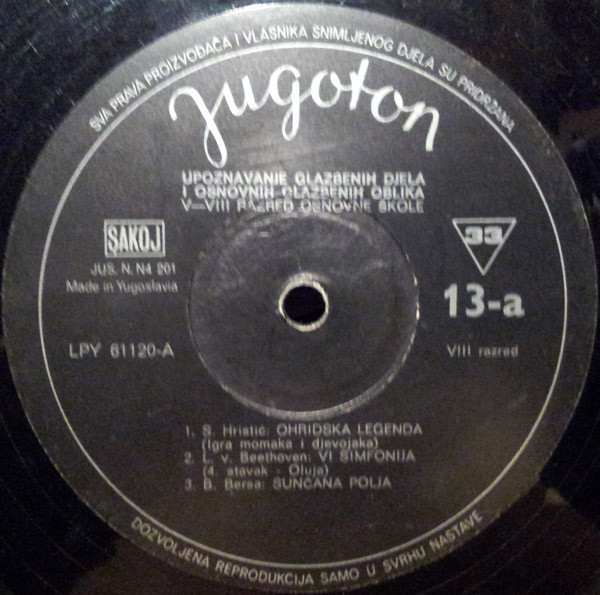 SVA PRAVA PROIZVOĐAČA I VLASNIKA SNIMLJENOG DJELA SU PRIDRŽANA
Jugoton
UPOZNAVANJE GLAZBENIH DJELA
I OSNOVNIH GLAZBENIH OBLIKA
V—VIII RAZRED OSNOVNE ŠKOLE
SAKOJ
33
JUS. N. N4 201
Made in Yugoslavia
13-a
LPY 61120-A
VIII razred
1. S. Hristić: OHRIDSKA LEGENDA
(Igra momaka i djevojaka)
2. L. v. Beethoven: VI SIMFONIJA
(4. stavak - Oluja)
3. B. Bersa: SUNČANA POLJA
DOZVOLJENA REPRODUKCIJA SAMO U SVRHU NASTAVE